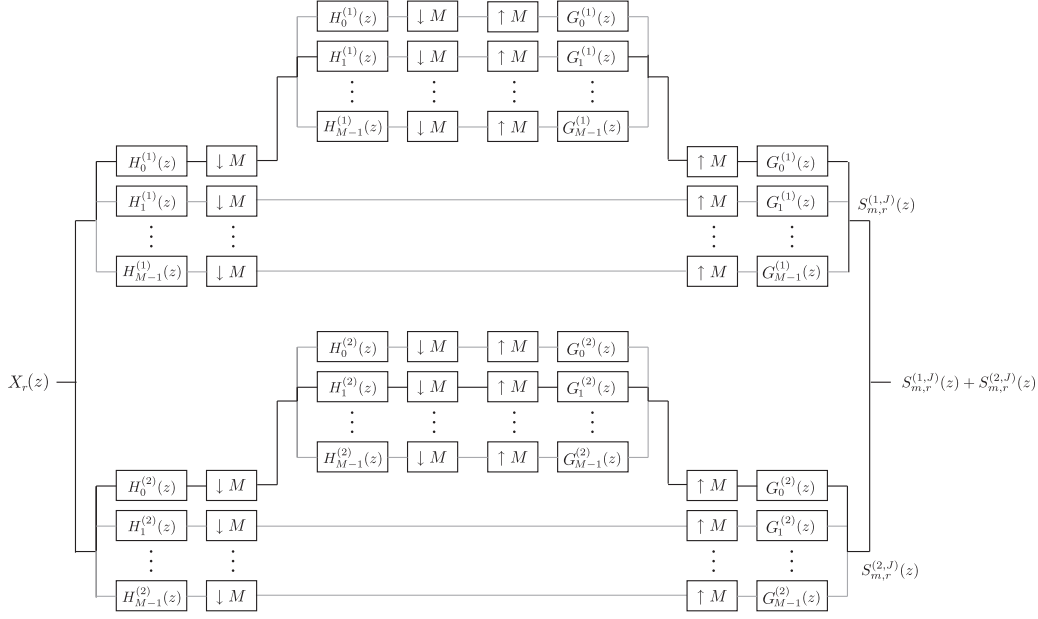 H_0^{(1)}(z) ↓ M ↑ M G_0^{(1)}(z)
H_1^{(1)}(z) ↓ M ↑ M G_1^{(1)}(z)
⋮ ⋮ ⋮ ⋮
H_{M-1}^{(1)}(z) ↓ M ↑ M G_{M-1}^{(1)}(z)
H_0^{(1)}(z) ↓ M ↑ M G_0^{(1)}(z)
H_1^{(1)}(z) ↓ M ↑ M G_1^{(1)}(z) S_{m,r}^{(1,J)}(z)
⋮ ⋮ ⋮ ⋮
H_{M-1}^{(1)}(z) ↓ M ↑ M G_{M-1}^{(1)}(z)
H_0^{(2)}(z) ↓ M ↑ M G_0^{(2)}(z)
X_r(z) H_1^{(2)}(z) ↓ M ↑ M G_1^{(2)}(z) S_{m,r}^{(1,J)}(z) + S_{m,r}^{(2,J)}(z)
⋮ ⋮ ⋮ ⋮
H_{M-1}^{(2)}(z) ↓ M ↑ M G_{M-1}^{(2)}(z)
H_0^{(2)}(z) ↓ M ↑ M G_0^{(2)}(z)
H_1^{(2)}(z) ↓ M ↑ M G_1^{(2)}(z)
⋮ ⋮ ⋮ ⋮ S_{m,r}^{(2,J)}(z)
H_{M-1}^{(2)}(z) ↓ M ↑ M G_{M-1}^{(2)}(z)